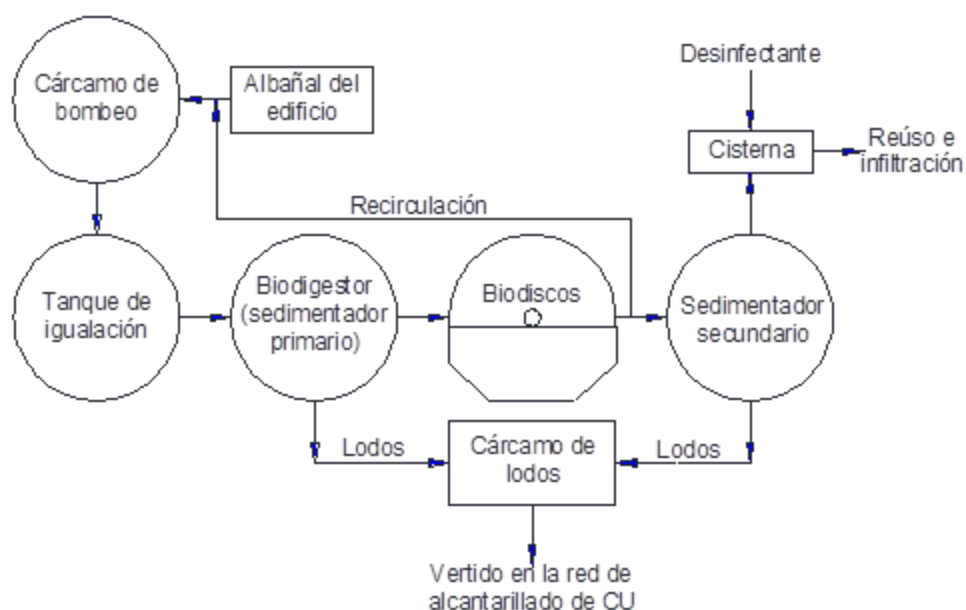 Cárcamo de
bombeo
Albañal del
edificio
Desinfectante
Cisterna
Reúso e
infiltración
Recirculación
Tanque de
igualación
Biodigestor
(sedimentador
primario)
Biodiscos
Sedimentador
secundario
Lodos
Cárcamo de
lodos
Lodos
Vertido en la red de
alcantarillado de CU